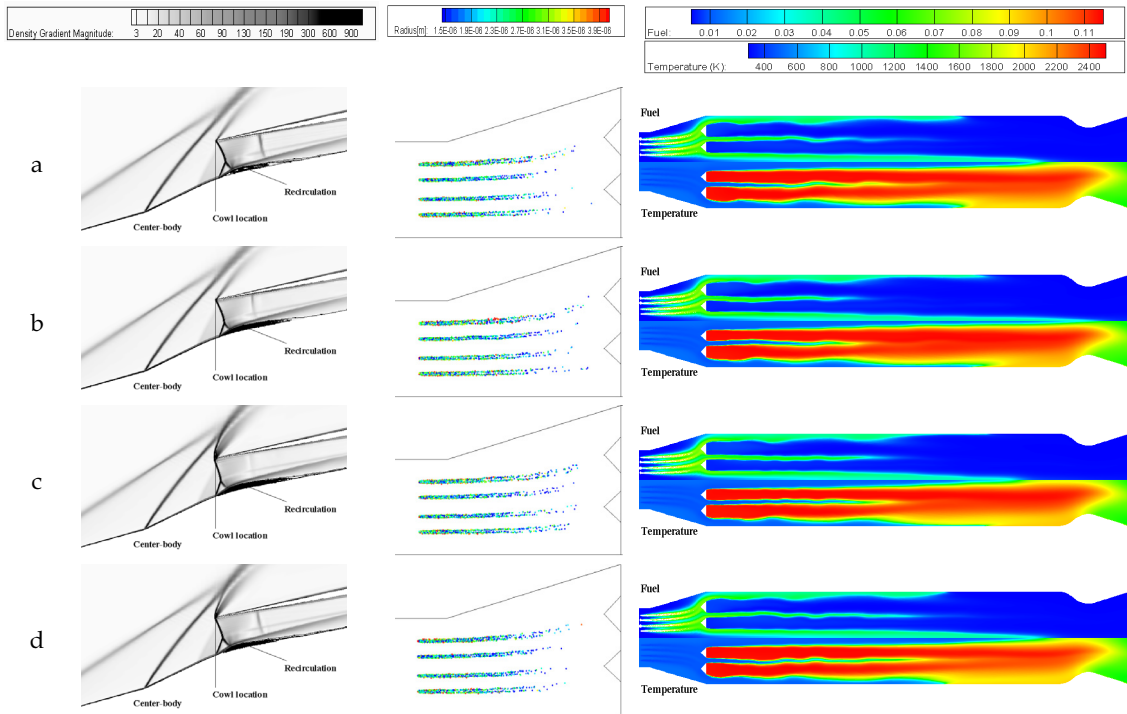 Density Gradient Magnitude: 3 20 40 60 90 130 150 190 300 600 900
Radius[m] 1.5E-06 1.9E-06 2.3E-06 2.7E-06 3.1E-06 3.5E-06 3.9E-06
Fuel: 0.01 0.02 0.03 0.04 0.05 0.06 0.07 0.08 0.09 0.1 0.11
Temperature (K): 400 600 800 1000 1200 1400 1600 1800 2000 2200 2400
a
Recirculation
Cowl location
Center-body
Fuel
Temperature
b
Recirculation
Cowl location
Center-body
Fuel
Temperature
c
Recirculation
Cowl location
Center-body
Fuel
Temperature
d
Recirculation
Cowl location
Center-body
Fuel
Temperature